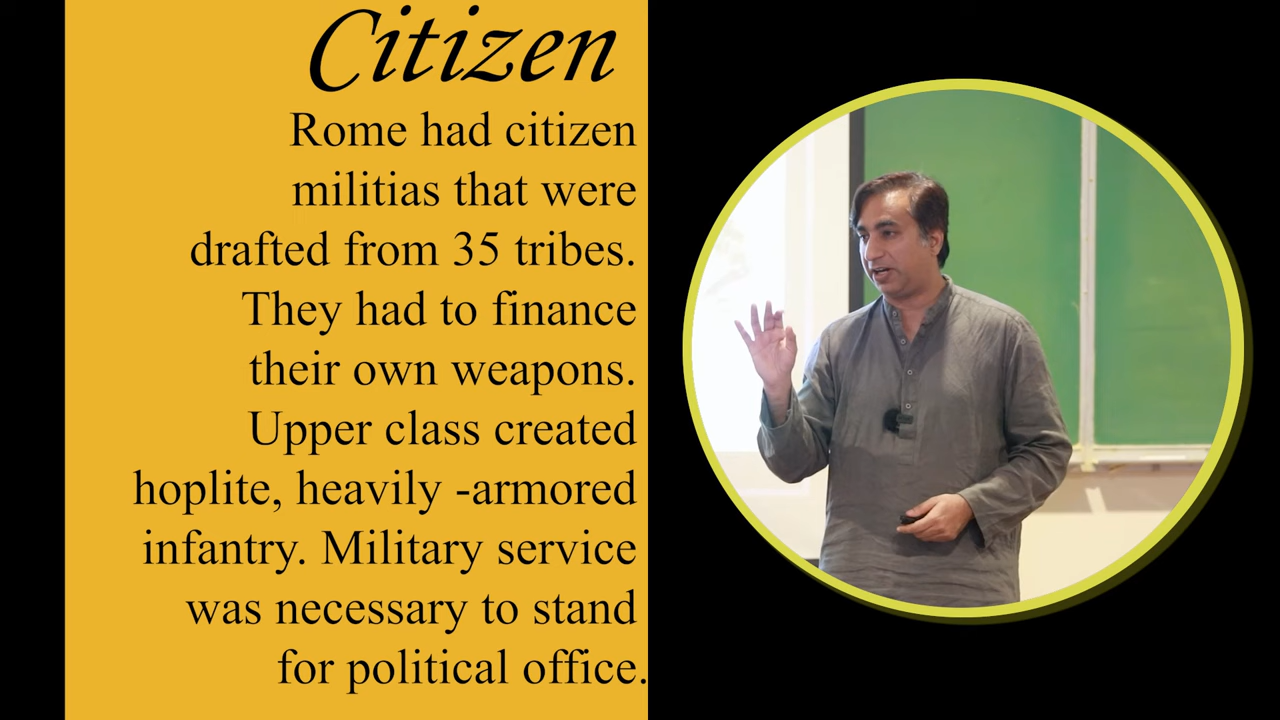 Citizen
Rome had citizen
militias that were
drafted from 35 tribes.
They had to finance
their own weapons.
Upper class created
hoplite, heavily -armored
infantry. Military service
was necessary to stand
for political office.